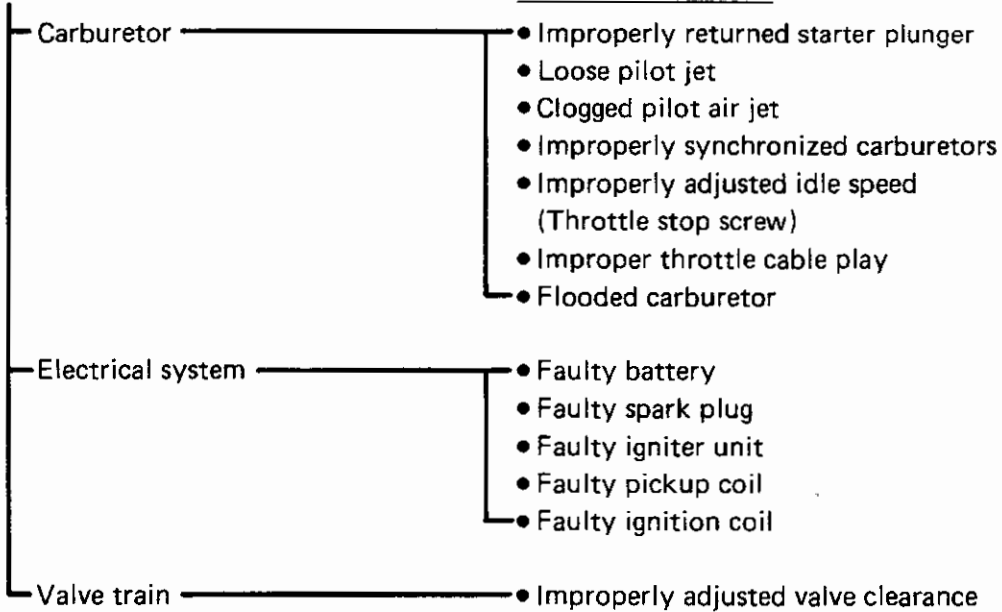 Carburetor
• Improperly returned starter plunger
• Loose pilot jet
• Clogged pilot air jet
• Improperly synchronized carburetors
• Improperly adjusted idle speed
(Throttle stop screw)
• Improper throttle cable play
• Flooded carburetor
Electrical system
• Faulty battery
• Faulty spark plug
• Faulty igniter unit
• Faulty pickup coil
• Faulty ignition coil
Valve train
• Improperly adjusted valve clearance